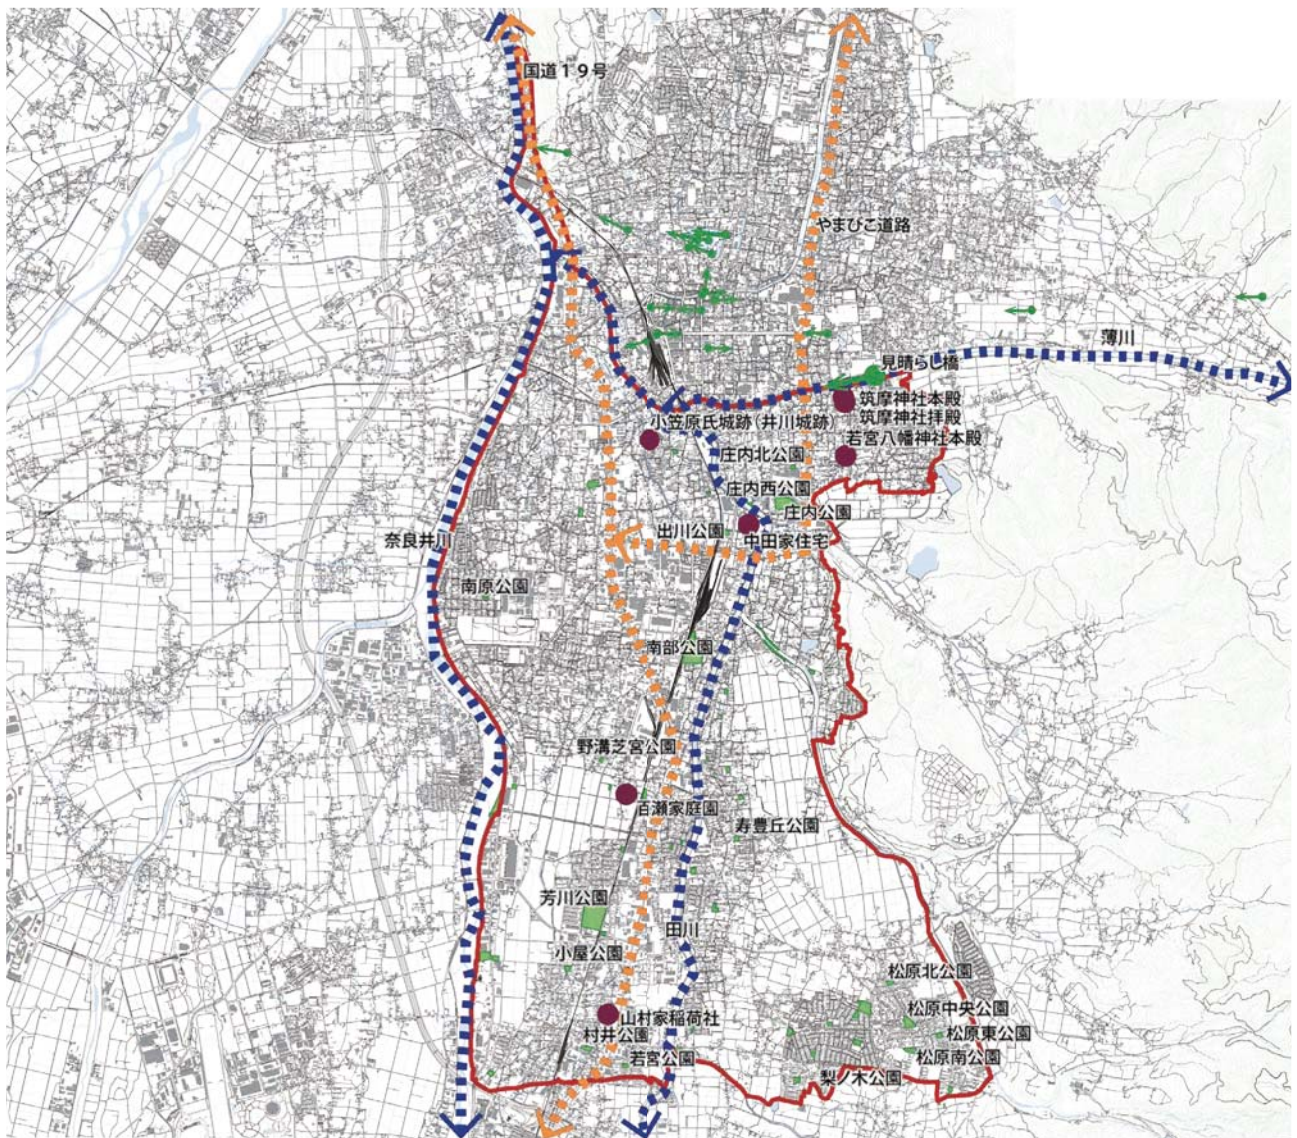 国道19号
やまびこ道路
薄川
見晴らし橋
筑摩神社本殿
筑摩神社拝殿
小笠原氏城跡（井川城跡）
若宮八幡神社本殿
庄内北公園
庄内西公園
庄内公園
出川公園
中田家住宅
奈良井川
南原公園
南部公園
野溝芝宮公園
百瀬家庭園
寿豊丘公園
芳川公園
田川
小屋公園
松原北公園
松原中央公園
山村家稲荷社
村井公園
松原東公園
若宮公園
松原南公園
梨ノ木公園